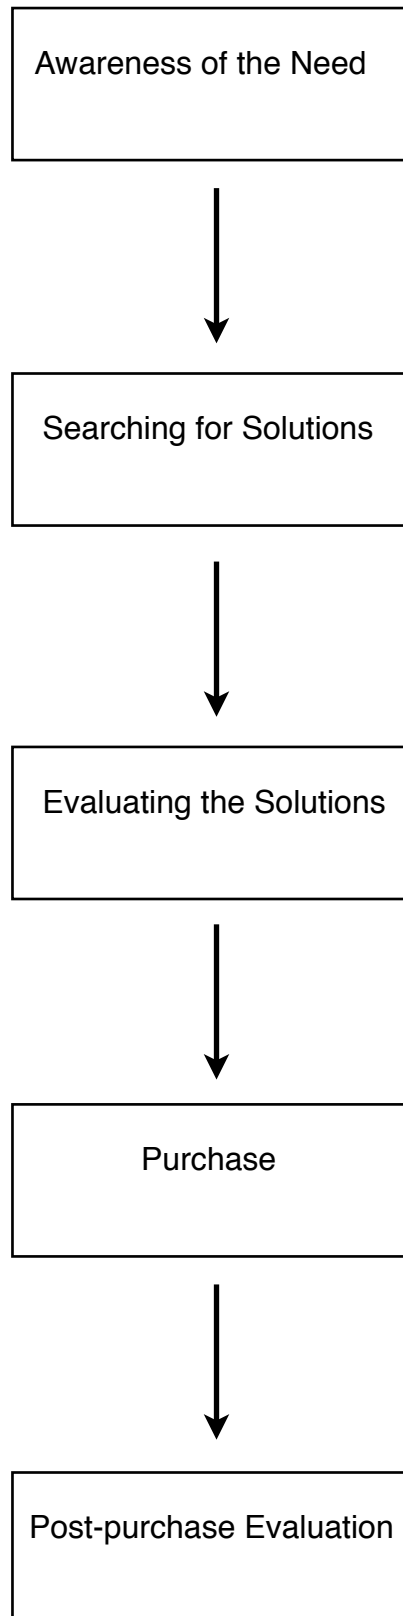 Awareness of the Need
Searching for Solutions
Evaluating the Solutions
Purchase
Post-purchase Evaluation